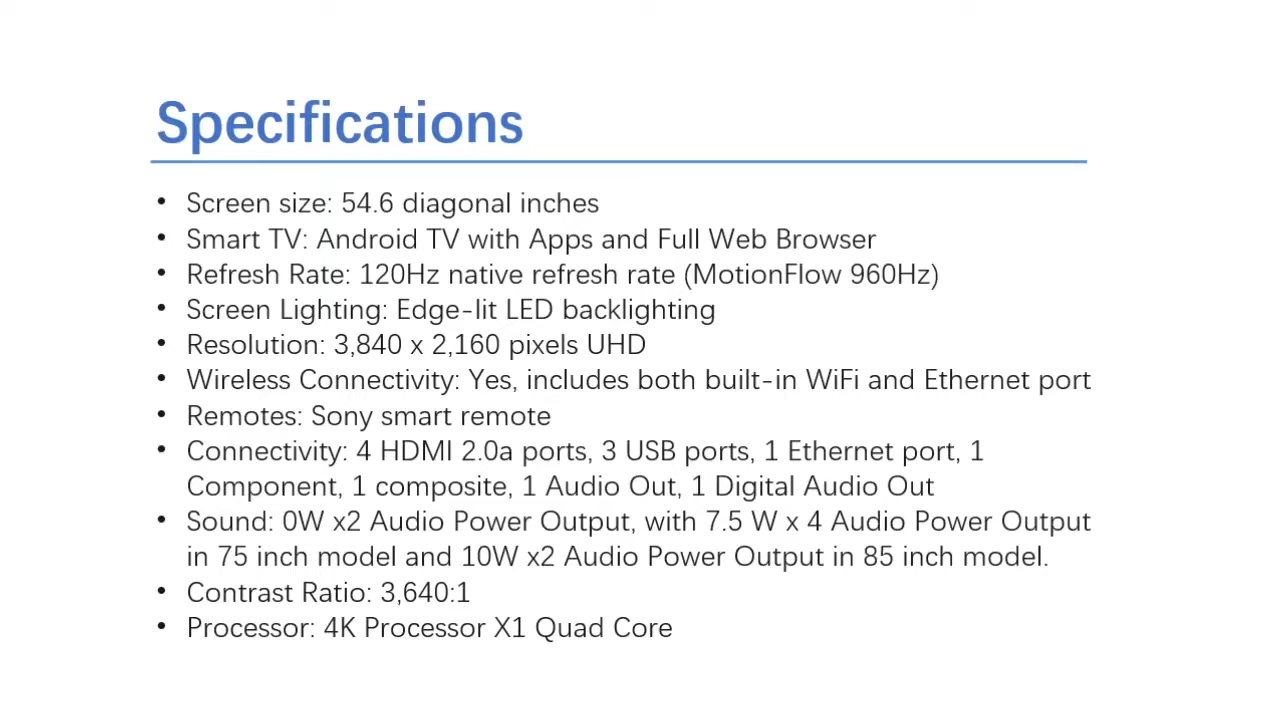 Specifications
• Screen size: 54.6 diagonal inches
• Smart TV: Android TV with Apps and Full Web Browser
• Refresh Rate: 120Hz native refresh rate (MotionFlow 960Hz)
• Screen Lighting: Edge-lit LED backlighting
• Resolution: 3,840 x 2,160 pixels UHD
• Wireless Connectivity: Yes, includes both built-in WiFi and Ethernet port
• Remotes: Sony smart remote
• Connectivity: 4 HDMI 2.0a ports, 3 USB ports, 1 Ethernet port, 1
Component, 1 composite, 1 Audio Out, 1 Digital Audio Out
• Sound: 0W x2 Audio Power Output, with 7.5 W x 4 Audio Power Output
in 75 inch model and 10W x2 Audio Power Output in 85 inch model.
• Contrast Ratio: 3,640:1
• Processor: 4K Processor X1 Quad Core